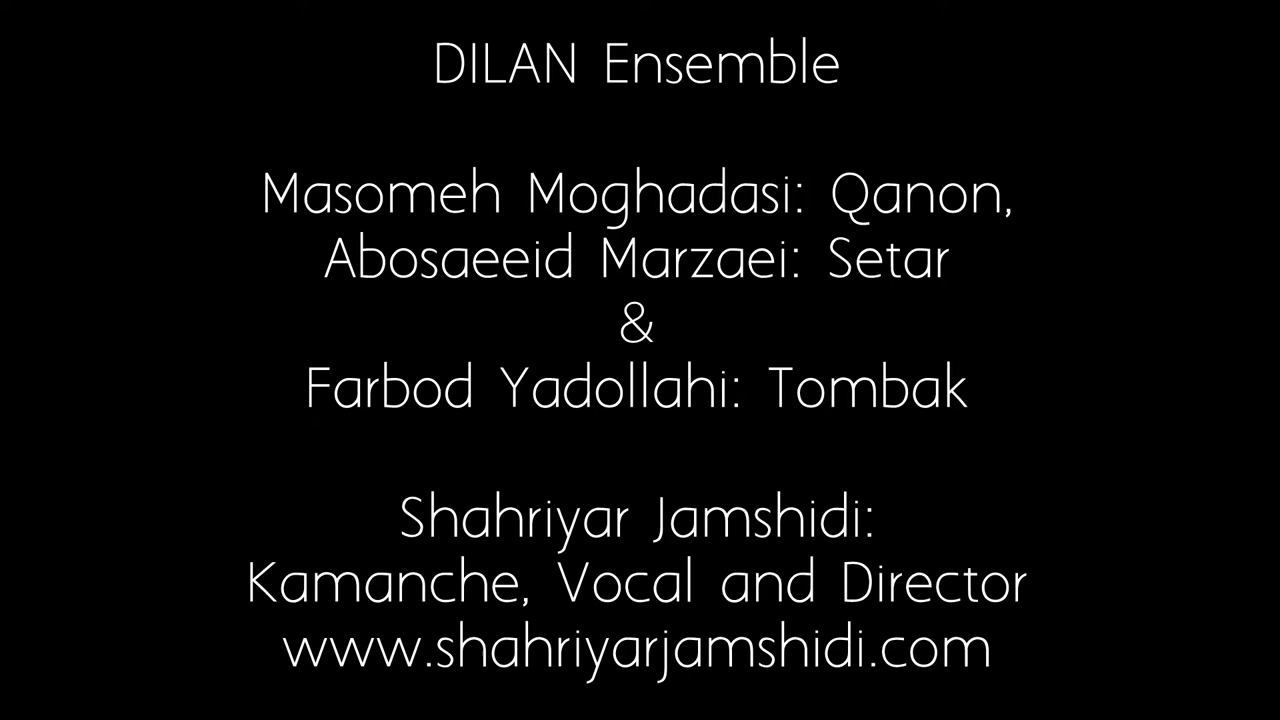 DILAN Ensemble
Masomeh Moghadasi: Qanon,
Abosaeeid Marzaei: Setar
&
Farbod Yadollahi: Tombak
Shahriyar Jamshidi:
Kamanche, Vocal and Director
www.shahriyarjamshidi.com